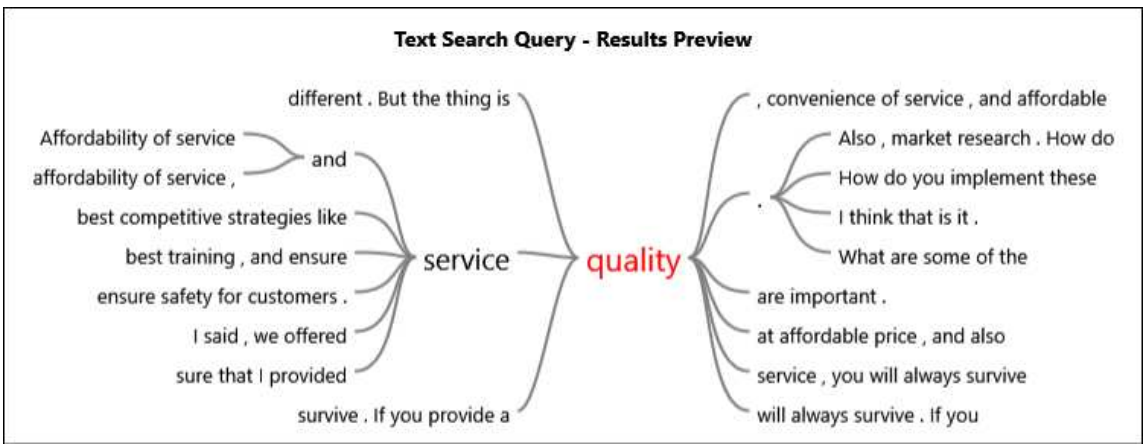 Text Search Query - Results Preview
different . But the thing is
Affordability of service
affordability of service ,
and
best competitive strategies like
best training , and ensure
ensure safety for customers .
I said , we offered
sure that I provided
service
survive . If you provide a
quality
, convenience of service , and affordable
.
Also , market research . How do
How do you implement these
I think that is it .
What are some of the
are important .
at affordable price , and also
service , you will always survive
will always survive . If you